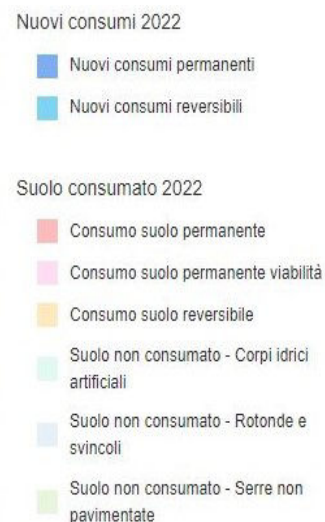 Nuovi consumi 2022
Nuovi consumi permanenti
Nuovi consumi reversibili
Suolo consumato 2022
Consumo suolo permanente
Consumo suolo permanente viabilità
Consumo suolo reversibile
Suolo non consumato - Corpi idrici
artificiali
Suolo non consumato - Rotonde e
svincoli
Suolo non consumato - Serre non
pavimentate